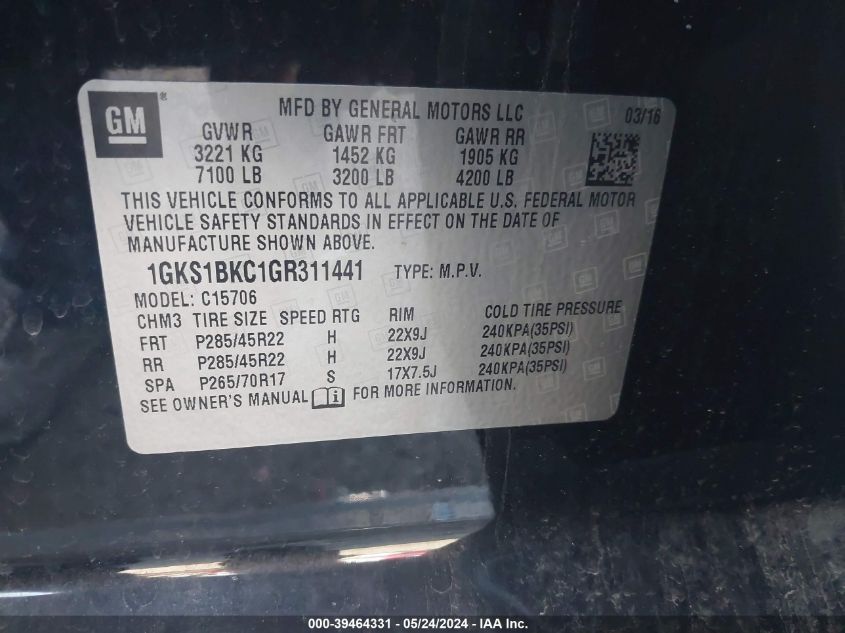 GM ®
MFD BY GENERAL MOTORS LLC 03/16
GVWR GAWR FRT GAWR RR
3221 KG 1452 KG 1905 KG
7100 LB 3200 LB 4200 LB
THIS VEHICLE CONFORMS TO ALL APPLICABLE U.S. FEDERAL MOTOR
VEHICLE SAFETY STANDARDS IN EFFECT ON THE DATE OF
MANUFACTURE SHOWN ABOVE.
1GKS1BKC1GR311441 TYPE: M.P.V.
MODEL: C15706
CHM3 TIRE SIZE SPEED RTG RIM COLD TIRE PRESSURE
FRT P285/45R22 H 22X9J 240KPA(35PSI)
RR P285/45R22 H 22X9J 240KPA(35PSI)
SPA P265/70R17 S 17X7.5J 240KPA(35PSI)
SEE OWNER'S MANUAL i FOR MORE INFORMATION.
000-39464331 - 05/24/2024 - IAA Inc.